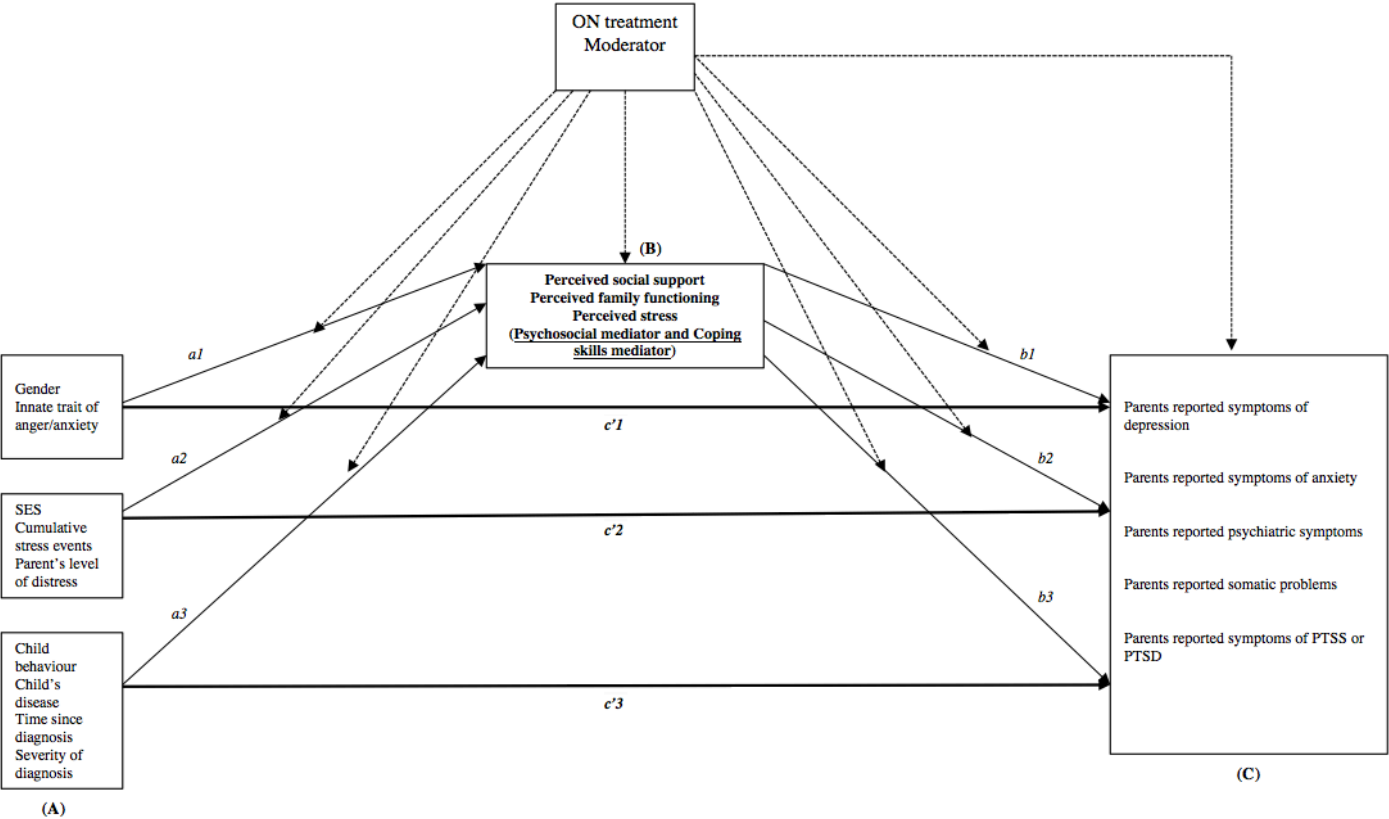 ON treatment
Moderator
(B)
Perceived social support
Perceived family functioning
Perceived stress
(Psychosocial mediator and Coping
skills mediator)
a1
b1
Gender
Innate trait of
anger/anxiety
c'1
a2
b2
SES
Cumulative
stress events
Parent's level
of distress
c'2
a3
b3
Child
behaviour
Child's
disease
Time since
diagnosis
Severity of
diagnosis
c'3
(A)
Parents reported symptoms of
depression
Parents reported symptoms of anxiety
Parents reported psychiatric symptoms
Parents reported somatic problems
Parents reported symptoms of PTSS or
PTSD
(C)